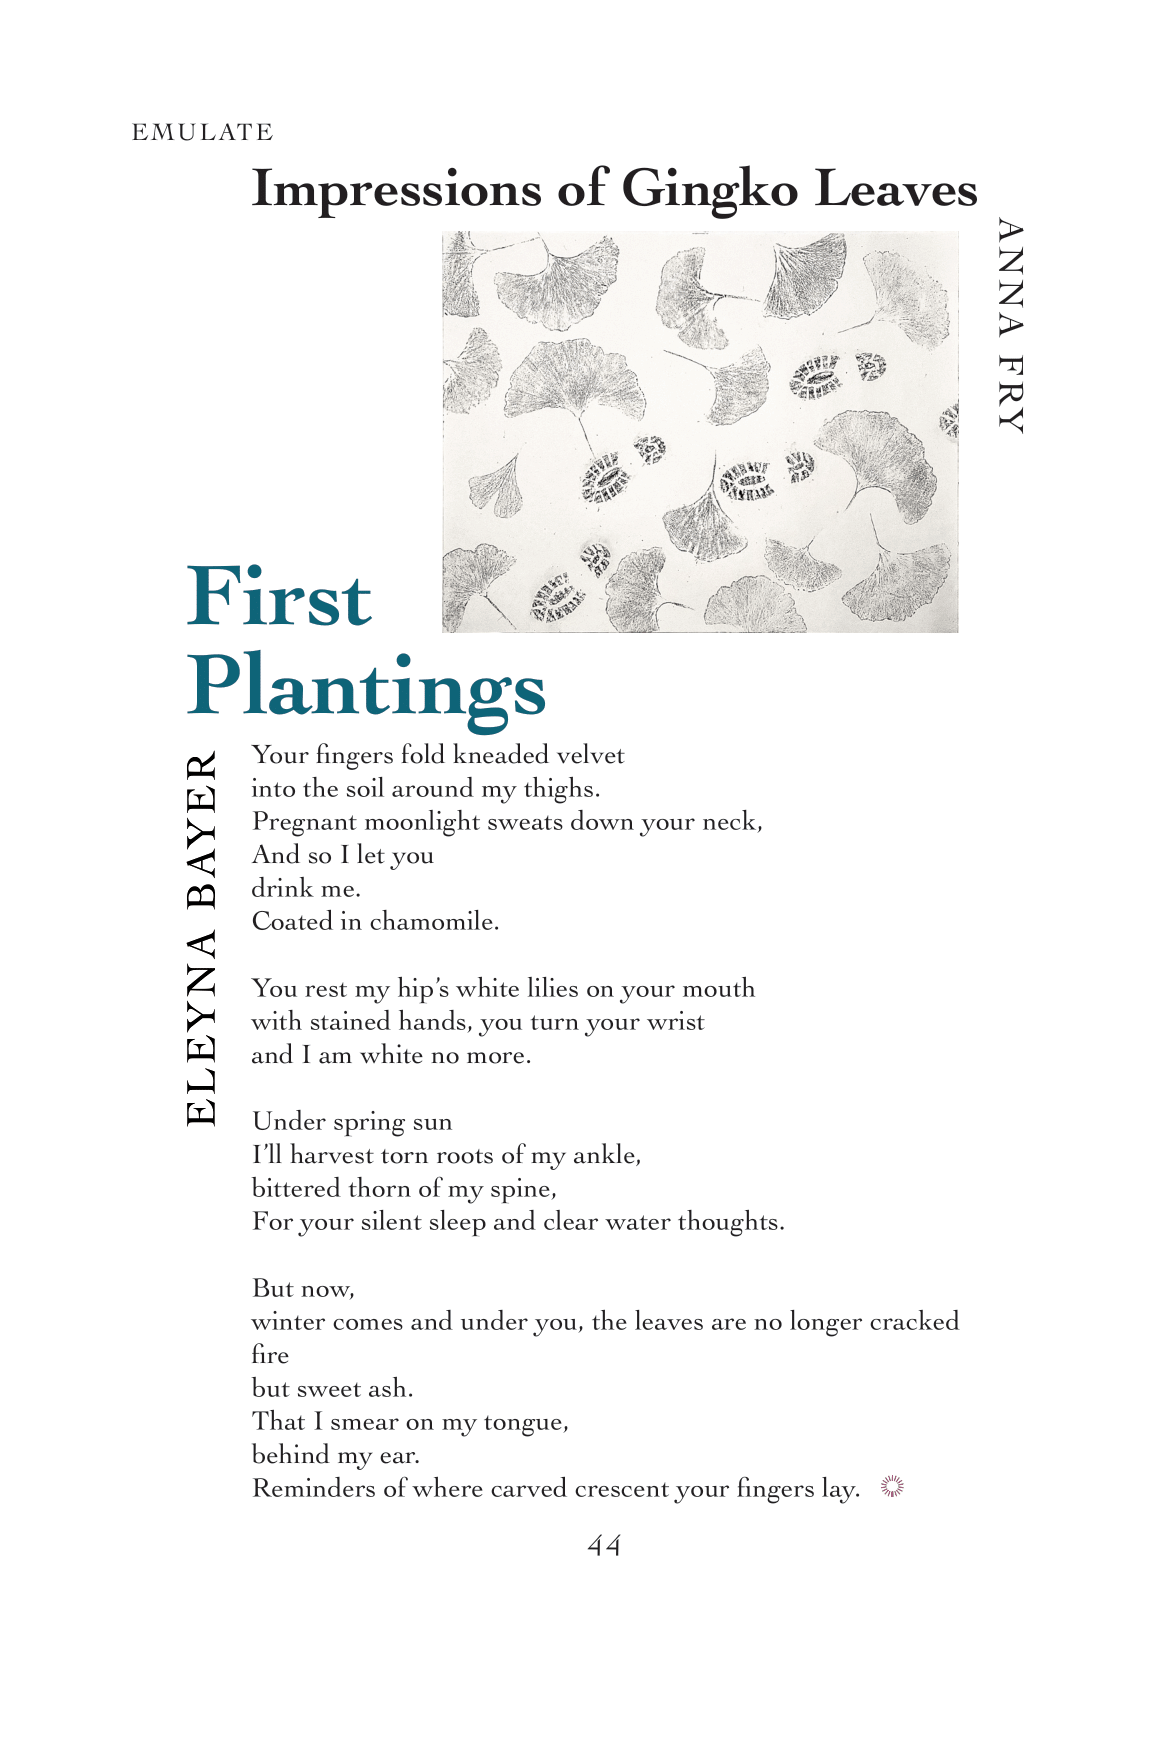 EMULATE
Impressions of Gingko Leaves
ANNA FRY
First
Plantings
ELEYNA BAYER
Your fingers fold kneaded velvet
into the soil around my thighs.
Pregnant moonlight sweats down your neck,
And so I let you
drink me.
Coated in chamomile.
You rest my hip’s white lilies on your mouth
with stained hands, you turn your wrist
and I am white no more.
Under spring sun
I’ll harvest torn roots of my ankle,
bittered thorn of my spine,
For your silent sleep and clear water thoughts.
But now,
winter comes and under you, the leaves are no longer cracked
fire
but sweet ash.
That I smear on my tongue,
behind my ear.
Reminders of where carved crescent your fingers lay.
44